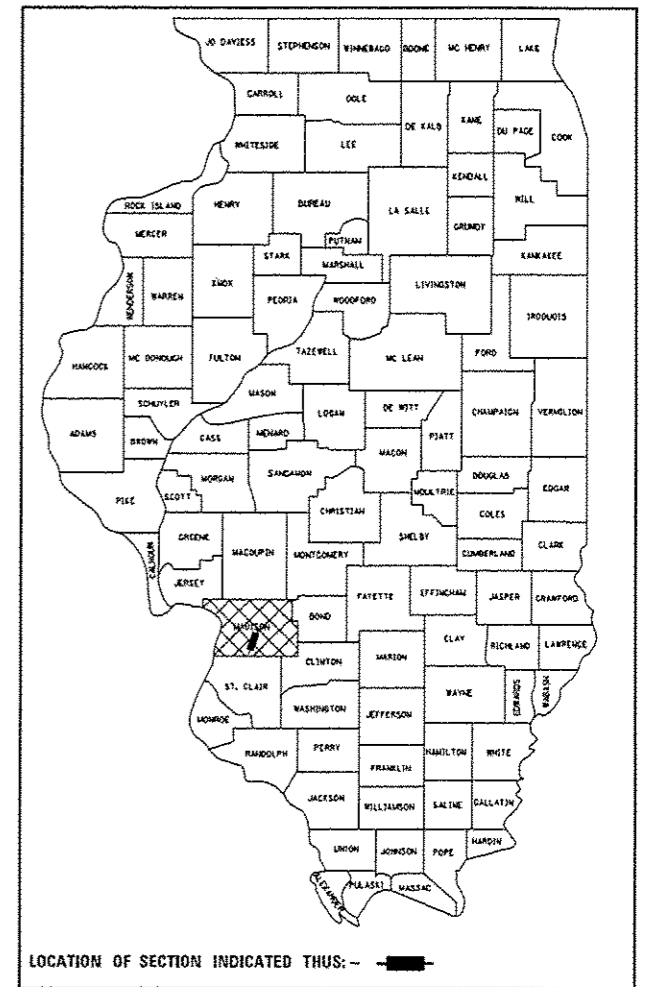 JO DAVIESS STEPHENSON WINNEBAGO BOONE MC HENRY LAKE
CARROLL OGLE
DE KALB KANE DU PAGE COOK
WHITESIDE LEE
KENDALL WILL
ROCK ISLAND HENRY BUREAU LA SALLE
GRUNDY
MERCER PUTNAM
STARK MARSHALL KANKAKEE
HENDERSON WARREN KNOX PEORIA WOODFORD LIVINGSTON
IROQUOIS
HANCOCK MC DONOUGH FULTON TAZEWELL MC LEAN FORD
SCHUYLER MASON
LOGAN DE WITT CHAMPAIGN VERMILION
ADAMS BROWN CASS MENARD PIATT
MACON
MORGAN SANGAMON DOUGLAS
PIKE SCOTT MOULTRIE EDGAR
CHRISTIAN COLES
GREENE SHELBY
CALHOUN MACOUPIN MONTGOMERY CUMBERLAND CLARK
JERSEY
FAYETTE EFFINGHAM JASPER CRAWFORD
MADISON BOND
CLAY RICHLAND LAWRENCE
CLINTON MARION
ST. CLAIR WAYNE EDWARDS WABASH
MONROE WASHINGTON JEFFERSON
RANDOLPH PERRY HAMILTON WHITE
FRANKLIN
JACKSON WILLIAMSON SALINE GALLATIN
UNION JOHNSON POPE HARDIN
ALEXANDER PULASKI MASSAC
LOCATION OF SECTION INDICATED THUS:-